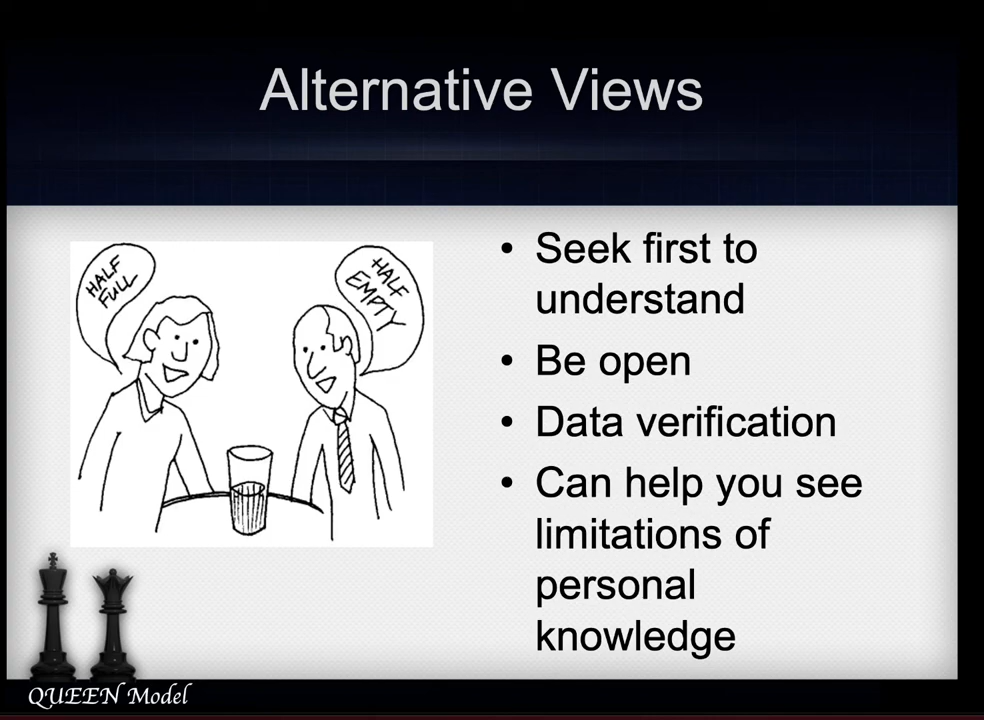 Alternative Views
HALF
FULL
HALF
EMPTY
• Seek first to
understand
• Be open
• Data verification
• Can help you see
limitations of
personal
knowledge
QUEEN Model